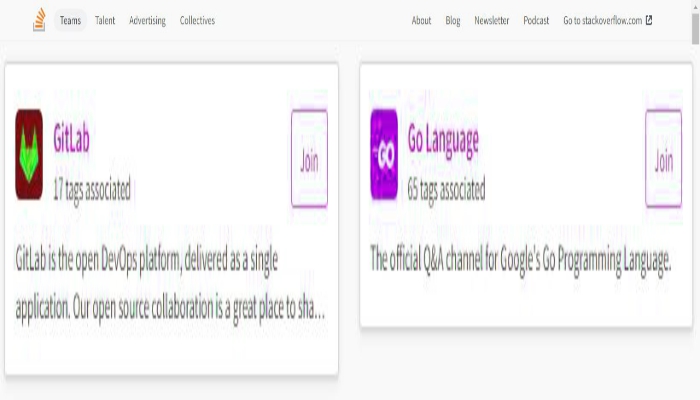 Teams Talent Advertising Collectives About Blog Newsletter Podcast Go to stackoverflow.com
GitLab
17 tags associated
Join
GitLab is the open DevOps platform, delivered as a single
application. Our open source collaboration is a great place to sha...
GO
Go Language
65 tags associated
Join
The official Q&A channel for Google's Go Programming Language.